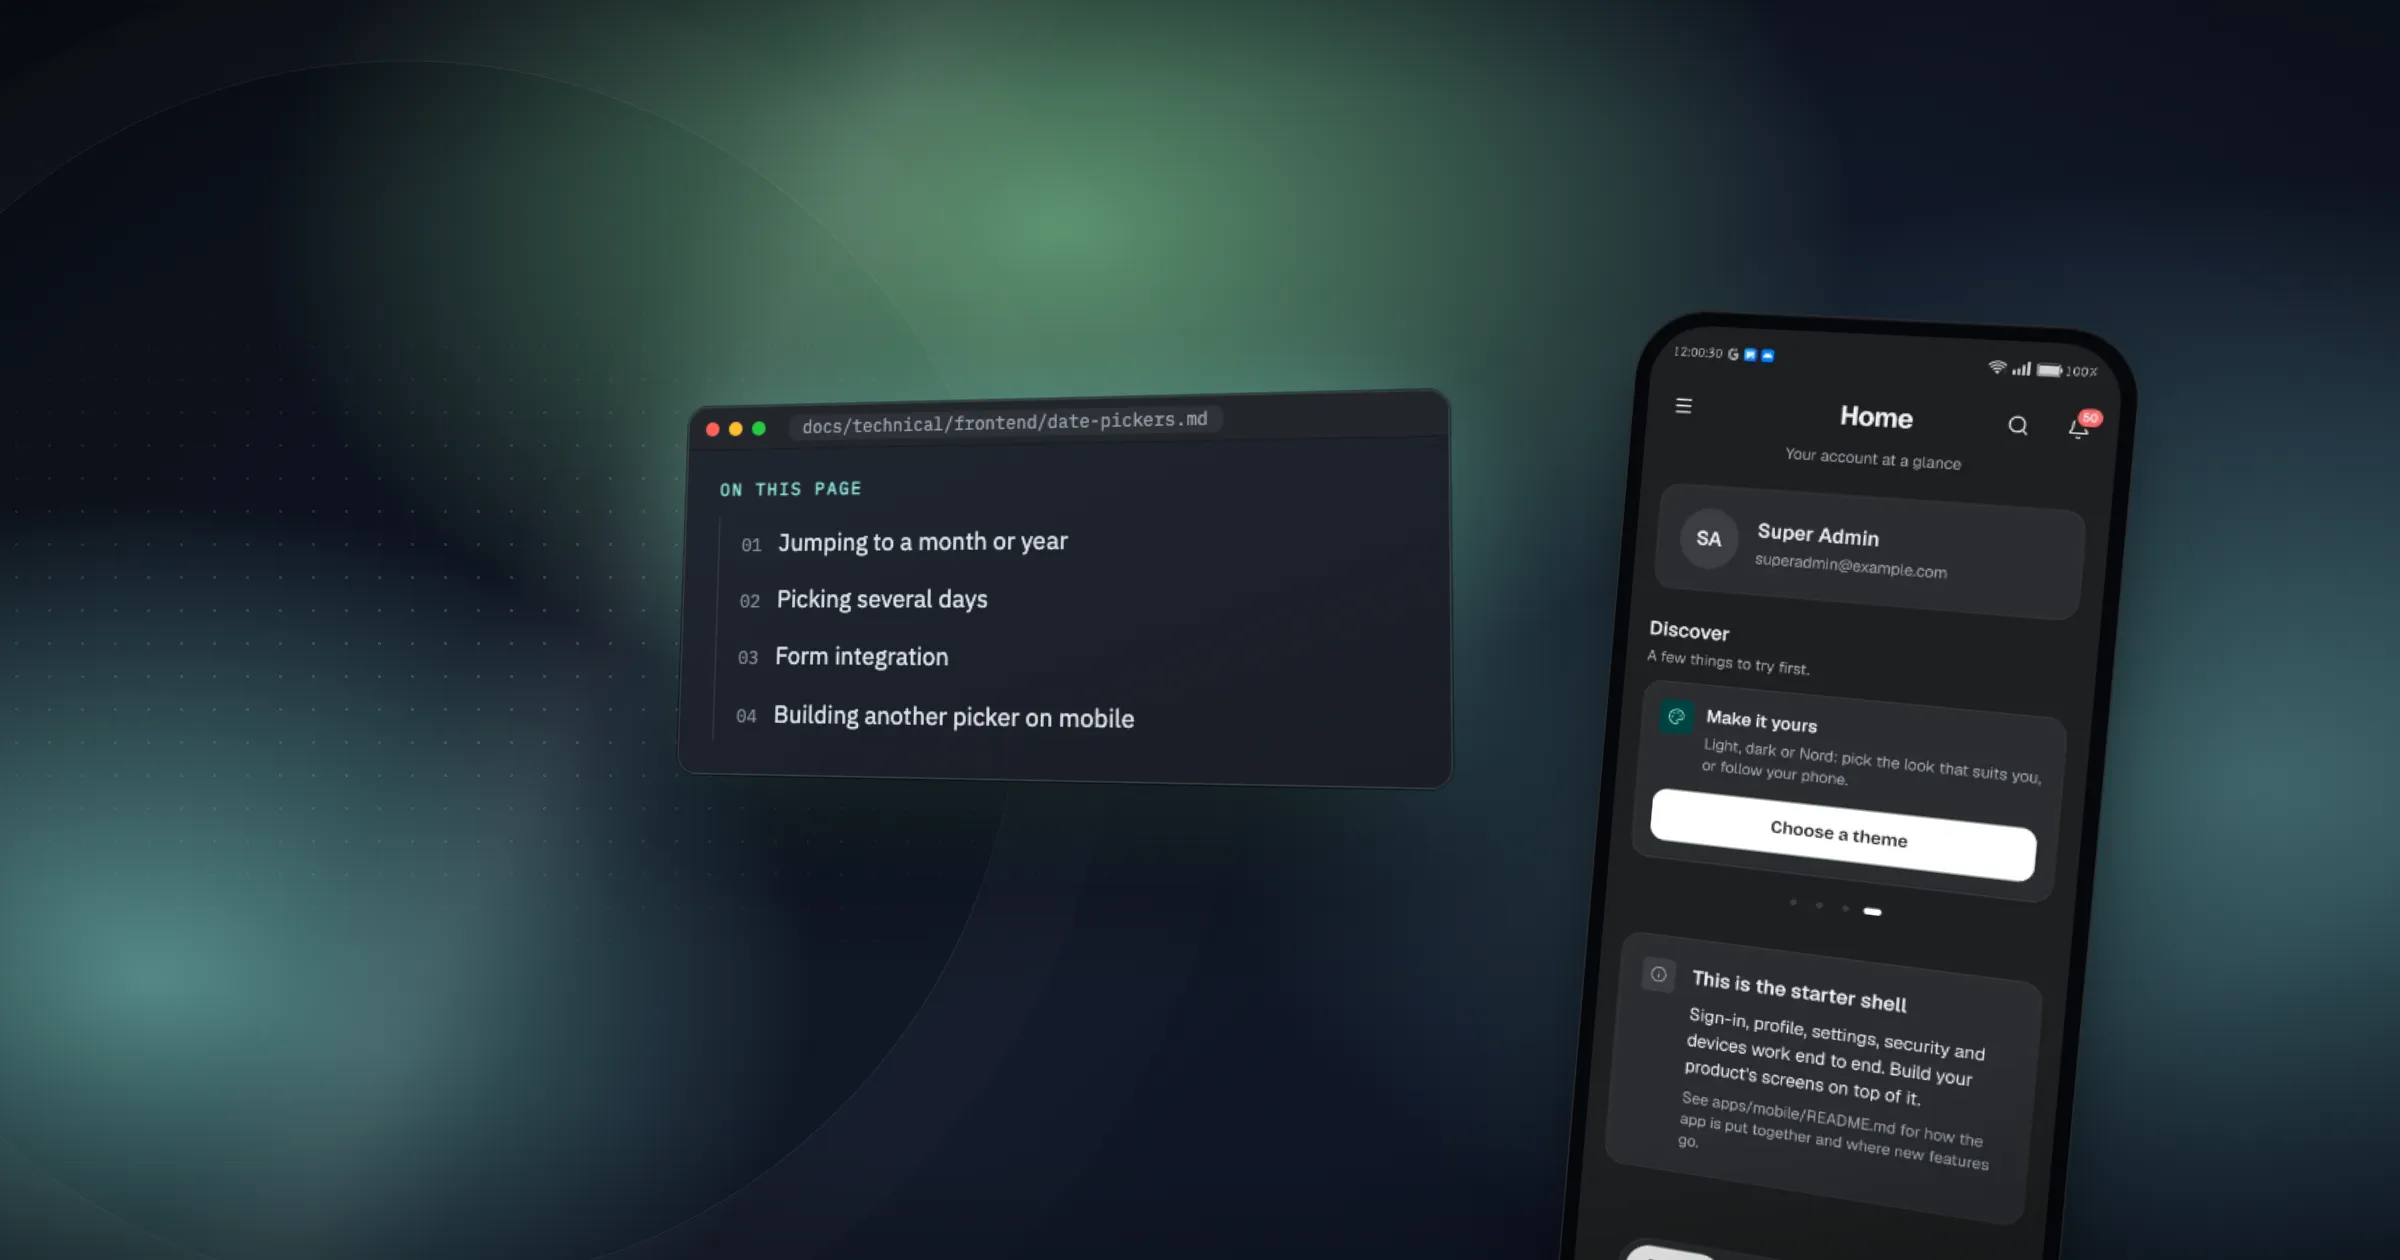 docs/technical/frontend/date-pickers.md
ON THIS PAGE
01 Jumping to a month or year
02 Picking several days
03 Form integration
04 Building another picker on mobile
12:00:30
100%
Home
50
Your account at a glance
SA
Super Admin
superadmin@example.com
Discover
A few things to try first.
Make it yours
Light, dark or Nord: pick the look that suits you,
or follow your phone.
Choose a theme
This is the starter shell
Sign-in, profile, settings, security and
devices work end to end. Build your
product's screens on top of it.
See apps/mobile/README.md for how the
app is put together and where new features
go.